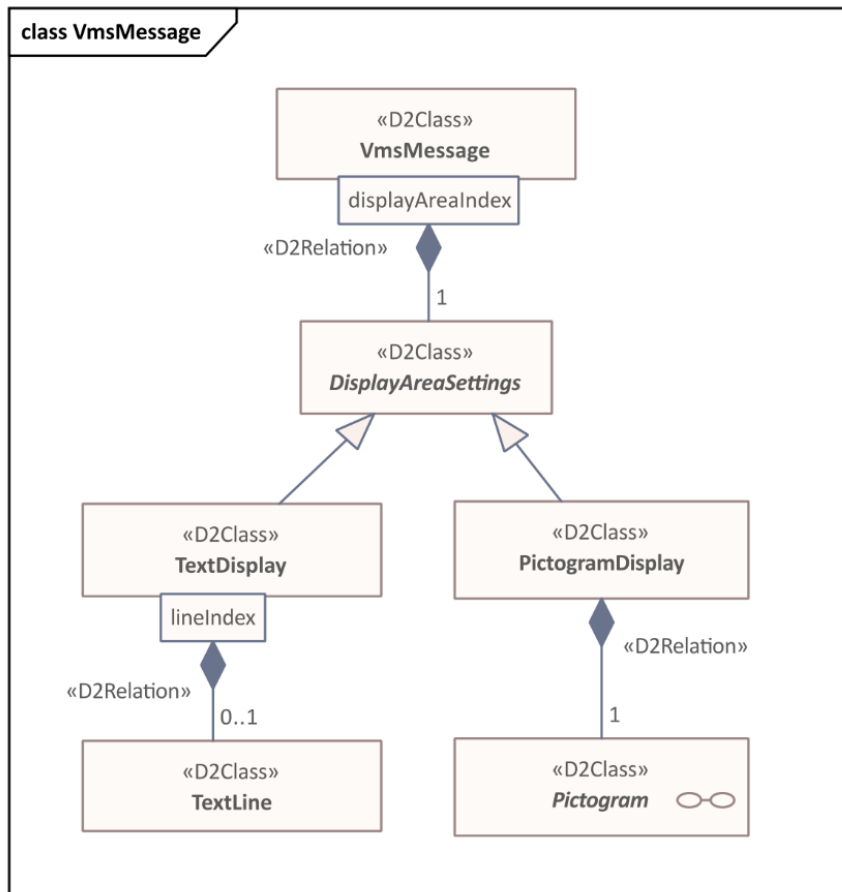 class VmsMessage
«D2Class»
VmsMessage
displayAreaIndex
«D2Relation»
1
«D2Class»
DisplayAreaSettings
«D2Class»
TextDisplay
lineIndex
«D2Relation»
0..1
«D2Class»
TextLine
«D2Class»
PictogramDisplay
«D2Relation»
1
«D2Class»
Pictogram